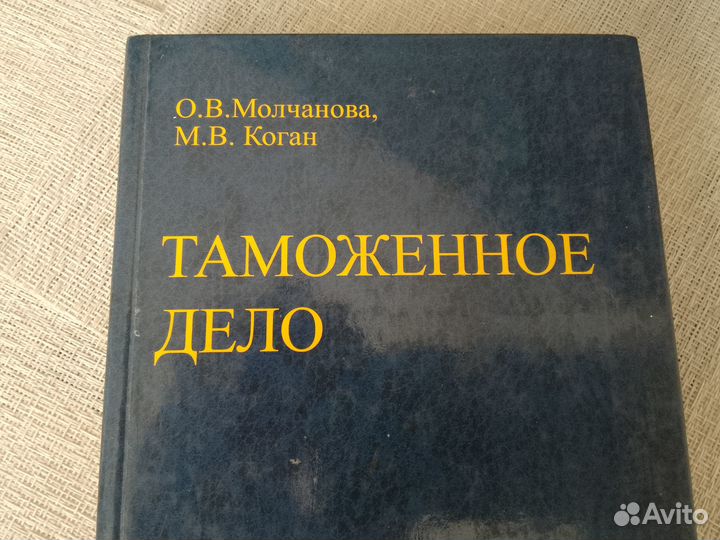 О.В.Молчанова,
М.В. Коган
ТАМОЖЕННОЕ
ДЕЛО
Avito